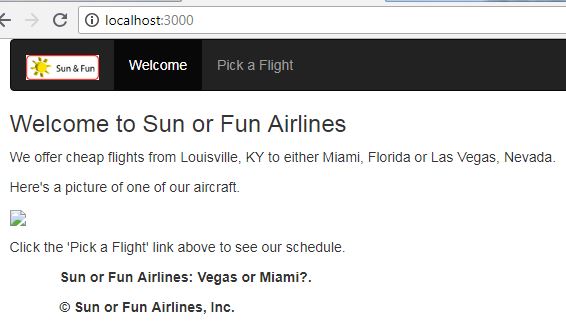 localhost:3000
Sun & Fun Welcome Pick a Flight
Welcome to Sun or Fun Airlines
We offer cheap flights from Louisville, KY to either Miami, Florida or Las Vegas, Nevada.
Here's a picture of one of our aircraft.
Click the 'Pick a Flight' link above to see our schedule.
Sun or Fun Airlines: Vegas or Miami?.
© Sun or Fun Airlines, Inc.